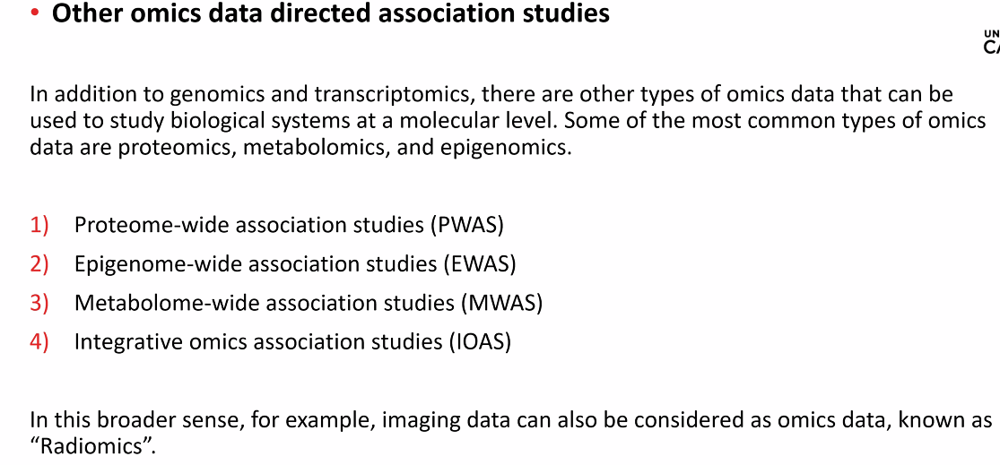 • Other omics data directed association studies
UN
CA
In addition to genomics and transcriptomics, there are other types of omics data that can be
used to study biological systems at a molecular level. Some of the most common types of omics
data are proteomics, metabolomics, and epigenomics.
1) Proteome-wide association studies (PWAS)
2) Epigenome-wide association studies (EWAS)
3) Metabolome-wide association studies (MWAS)
4) Integrative omics association studies (IOAS)
In this broader sense, for example, imaging data can also be considered as omics data, known as
“Radiomics”.